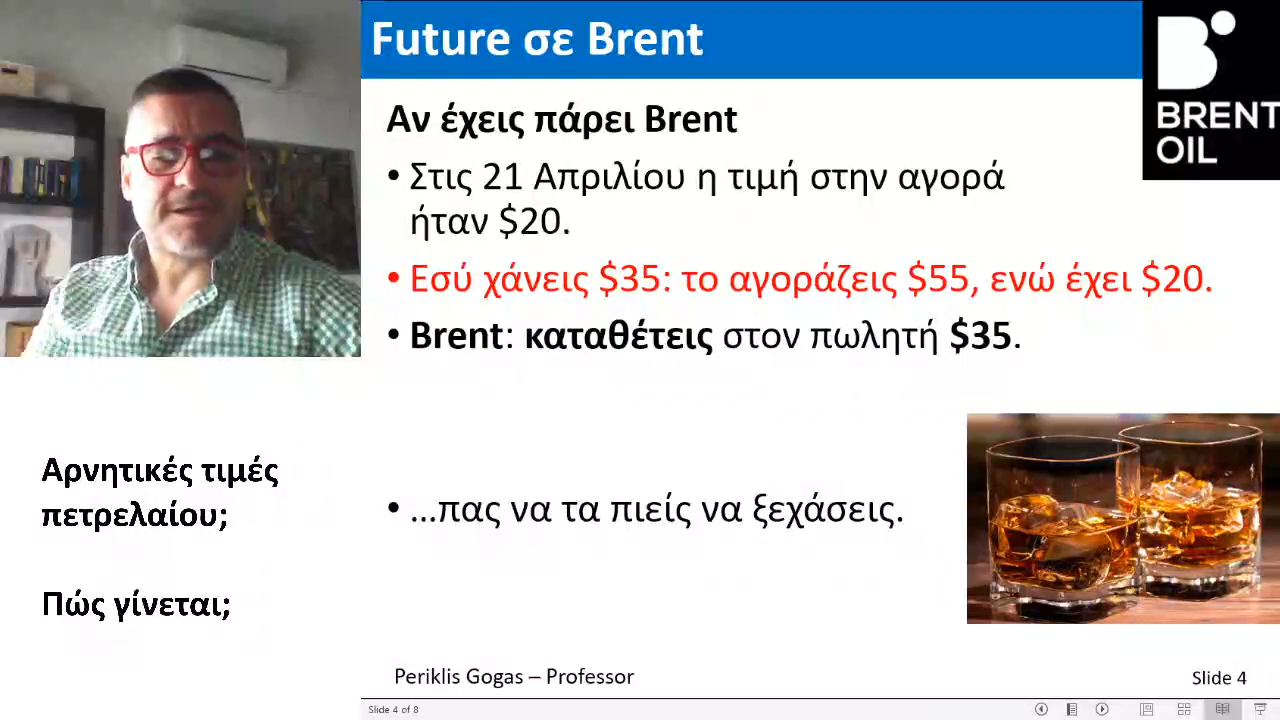 Future σε Brent
BRENT
OIL
Αν έχεις πάρει Brent
• Στις 21 Απριλίου η τιμή στην αγορά
ήταν $20.
• Εσύ χάνεις $35: το αγοράζεις $55, ενώ έχει $20.
• Brent: καταθέτεις στον πωλητή $35.
Αρνητικές τιμές
πετρελαίου;
Πώς γίνεται;
• ...πας να τα πιείς να ξεχάσεις.
Periklis Gogas – Professor
Slide 4
Slide 4 of 8